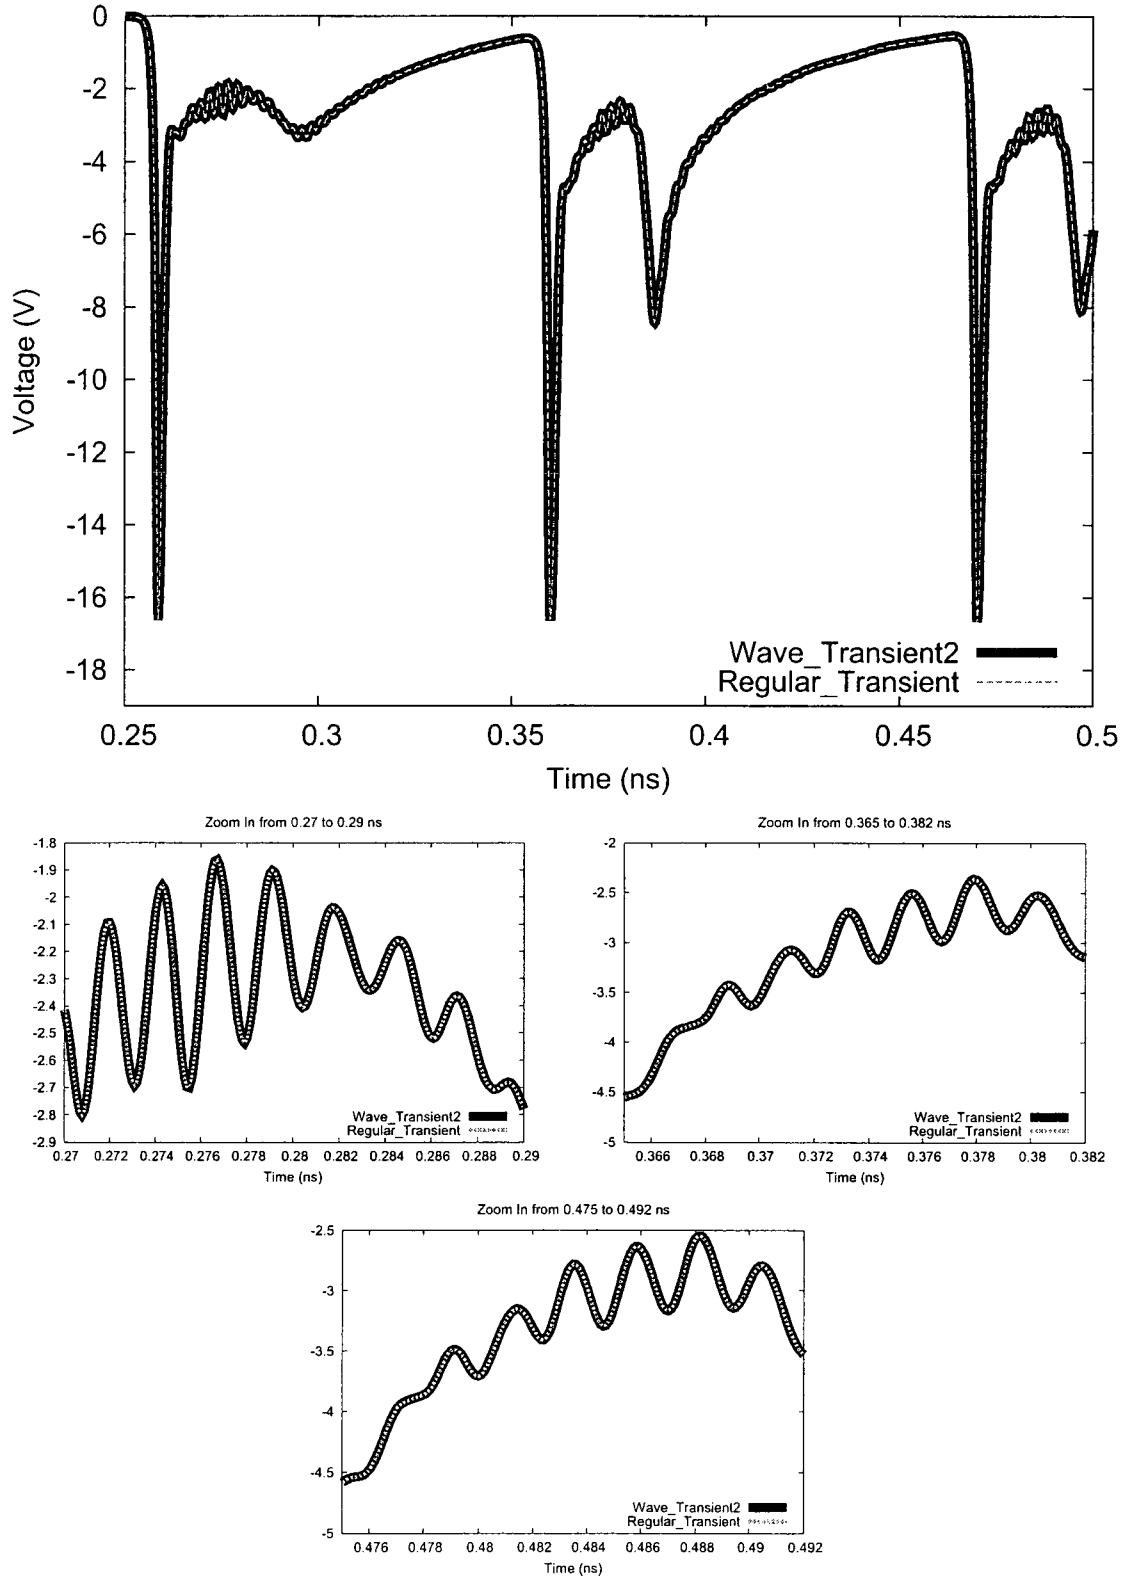 0
-2
-4
-6
-8
-10
-12
-14
-16
-18
Voltage (V)
Wave_Transient2
Regular_Transient
0.25 0.3 0.35 0.4 0.45 0.5
Time (ns)
Zoom In from 0.27 to 0.29 ns
-1.8
-1.9
-2
-2.1
-2.2
-2.3
-2.4
-2.5
-2.6
-2.7
-2.8
-2.9
Wave_Transient2
Regular_Transient
0.27 0.272 0.274 0.276 0.278 0.28 0.282 0.284 0.286 0.288 0.29
Time (ns)
Zoom In from 0.365 to 0.382 ns
-2
-2.5
-3
-3.5
-4
-4.5
-5
Wave_Transient2
Regular_Transient
0.366 0.368 0.37 0.372 0.374 0.376 0.378 0.38 0.382
Time (ns)
Zoom In from 0.475 to 0.492 ns
-2.5
-3
-3.5
-4
-4.5
-5
Wave_Transient2
Regular_Transient
0.476 0.478 0.48 0.482 0.484 0.486 0.488 0.49 0.492
Time (ns)